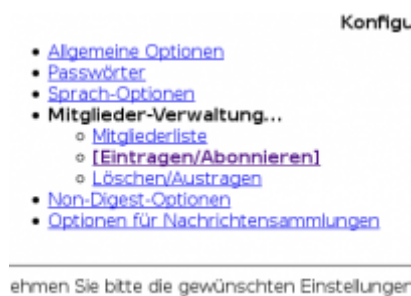 Konfigu
Allgemeine Optionen
Passwörter
Sprach-Optionen
Mitglieder-Verwaltung...
Mitgliederliste
[Eintragen/Abonnieren]
Löschen/Austragen
Non-Digest-Optionen
Optionen für Nachrichtensammlungen
ehmen Sie bitte die gewünschten Einstellungen